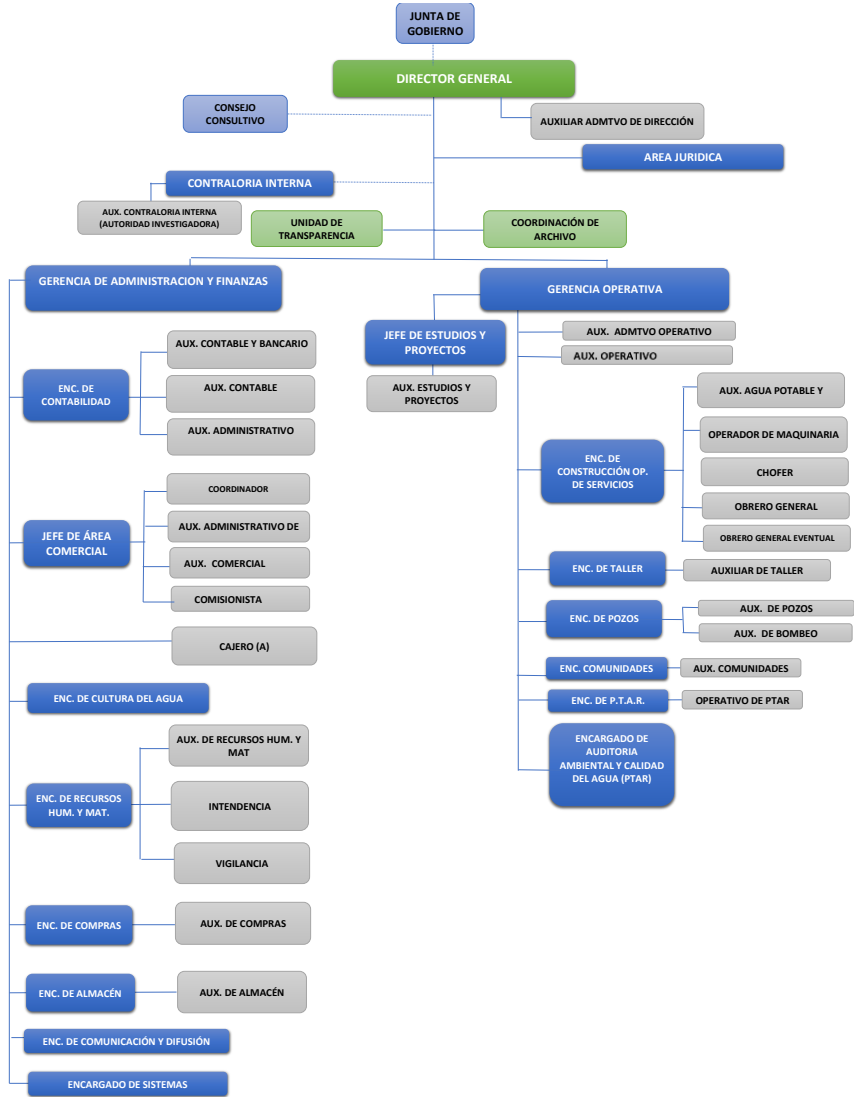 JUNTA DE
GOBIERNO
DIRECTOR GENERAL
CONSEJO
CONSULTIVO
AUXILIAR ADMTVO DE DIRECCIÓN
AREA JURIDICA
CONTRALORIA INTERNA
AUX. CONTRALORIA INTERNA
(AUTORIDAD INVESTIGADORA)
UNIDAD DE
TRANSPARENCIA
COORDINACIÓN DE
ARCHIVO
GERENCIA DE ADMINISTRACION Y FINANZAS
ENC. DE
CONTABILIDAD
AUX. CONTABLE Y BANCARIO
AUX. CONTABLE
AUX. ADMINISTRATIVO
JEFE DE ÁREA
COMERCIAL
COORDINADOR
AUX. ADMINISTRATIVO DE
AUX. COMERCIAL
COMISIONISTA
CAJERO (A)
ENC. DE CULTURA DEL AGUA
ENC. DE RECURSOS
HUM. Y MAT.
AUX. DE RECURSOS HUM. Y
MAT
INTENDENCIA
VIGILANCIA
ENC. DE COMPRAS
AUX. DE COMPRAS
ENC. DE ALMACÉN
AUX. DE ALMACÉN
ENC. DE COMUNICACIÓN Y DIFUSIÓN
ENCARGADO DE SISTEMAS
GERENCIA OPERATIVA
JEFE DE ESTUDIOS Y
PROYECTOS
AUX. ESTUDIOS Y
PROYECTOS
AUX. ADMTVO OPERATIVO
AUX. OPERATIVO
ENC. DE
CONSTRUCCIÓN OP.
DE SERVICIOS
AUX. AGUA POTABLE Y
OPERADOR DE MAQUINARIA
CHOFER
OBRERO GENERAL
OBRERO GENERAL EVENTUAL
ENC. DE TALLER
AUXILIAR DE TALLER
ENC. DE POZOS
AUX. DE POZOS
AUX. DE BOMBEO
ENC. COMUNIDADES
AUX. COMUNIDADES
ENC. DE P.T.A.R.
OPERATIVO DE PTAR
ENCARGADO DE
AUDITORIA
AMBIENTAL Y CALIDAD
DEL AGUA (PTAR)